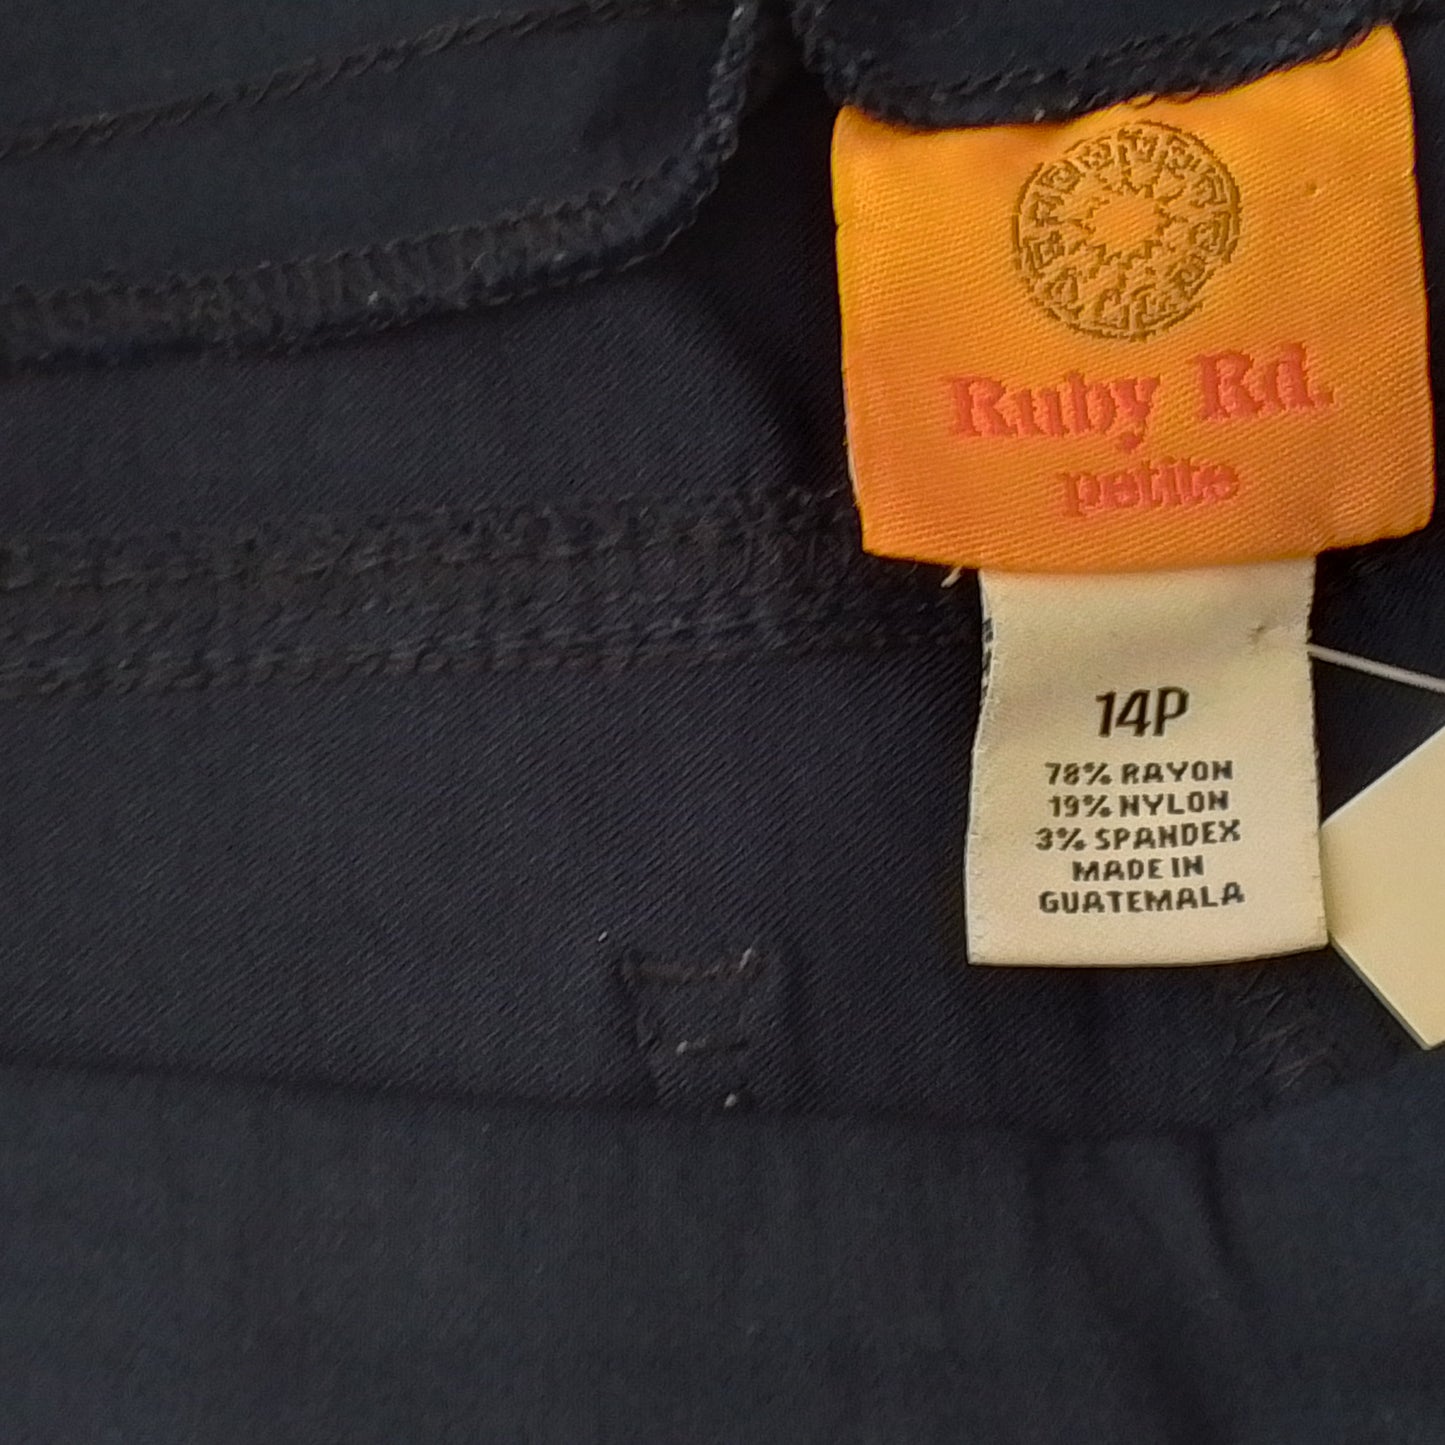 Ruby Rd.
petite
14P
78% RAYON
19% NYLON
3% SPANDEX
MADE IN
GUATEMALA